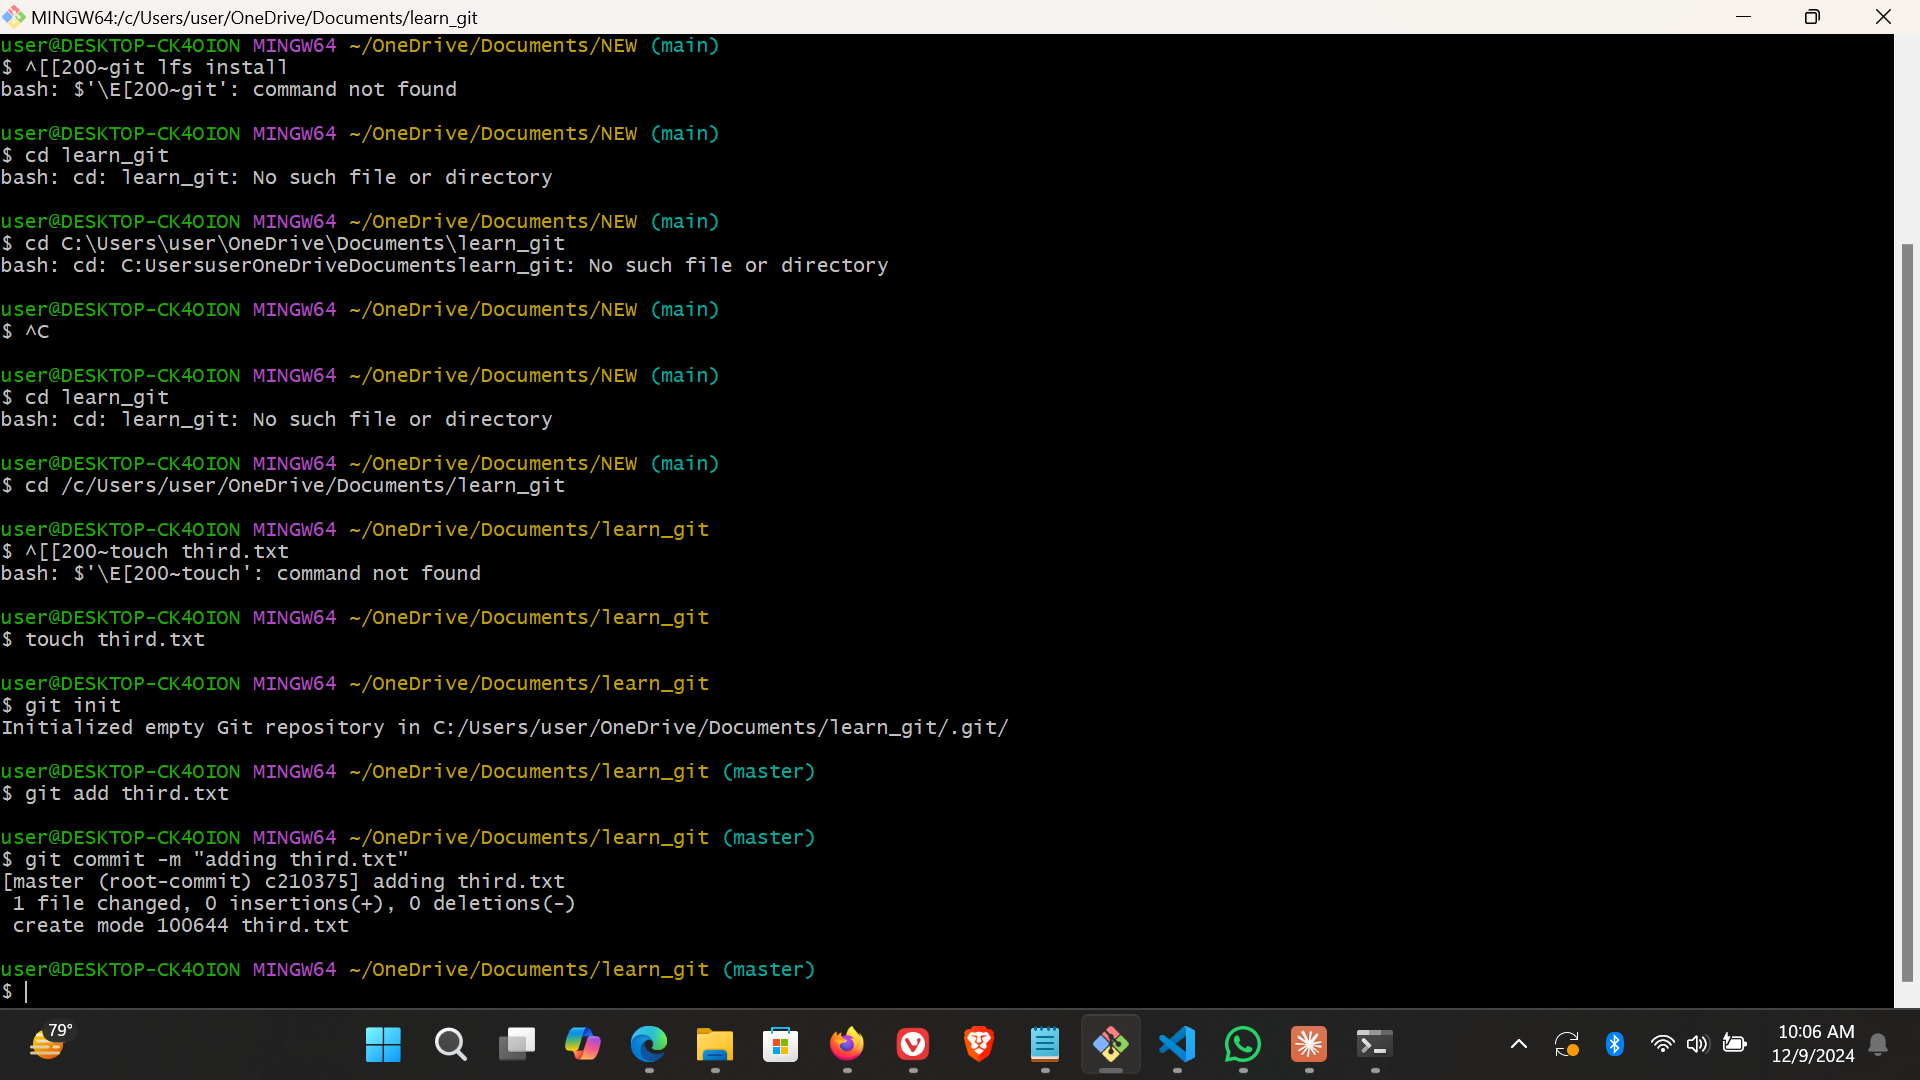 MINGW64:/c/Users/user/OneDrive/Documents/learn_git
user@DESKTOP-CK4OION MINGW64 ~/OneDrive/Documents/NEW (main)
$ ^[[200~git lfs install
bash: $'\E[200~git': command not found
user@DESKTOP-CK4OION MINGW64 ~/OneDrive/Documents/NEW (main)
$ cd learn_git
bash: cd: learn_git: No such file or directory
user@DESKTOP-CK4OION MINGW64 ~/OneDrive/Documents/NEW (main)
$ cd C:\Users\user\OneDrive\Documents\learn_git
bash: cd: C:UsersuserOneDriveDocumentslearn_git: No such file or directory
user@DESKTOP-CK4OION MINGW64 ~/OneDrive/Documents/NEW (main)
$ ^C
user@DESKTOP-CK4OION MINGW64 ~/OneDrive/Documents/NEW (main)
$ cd learn_git
bash: cd: learn_git: No such file or directory
user@DESKTOP-CK4OION MINGW64 ~/OneDrive/Documents/NEW (main)
$ cd /c/Users/user/OneDrive/Documents/learn_git
user@DESKTOP-CK4OION MINGW64 ~/OneDrive/Documents/learn_git
$ ^[[200~touch third.txt
bash: $'\E[200~touch': command not found
user@DESKTOP-CK4OION MINGW64 ~/OneDrive/Documents/learn_git
$ touch third.txt
user@DESKTOP-CK4OION MINGW64 ~/OneDrive/Documents/learn_git
$ git init
Initialized empty Git repository in C:/Users/user/OneDrive/Documents/learn_git/.git/
user@DESKTOP-CK4OION MINGW64 ~/OneDrive/Documents/learn_git (master)
$ git add third.txt
user@DESKTOP-CK4OION MINGW64 ~/OneDrive/Documents/learn_git (master)
$ git commit -m "adding third.txt"
[master (root-commit) c210375] adding third.txt
1 file changed, 0 insertions(+), 0 deletions(-)
create mode 100644 third.txt
user@DESKTOP-CK4OION MINGW64 ~/OneDrive/Documents/learn_git (master)
$
79°
10:06 AM
12/9/2024